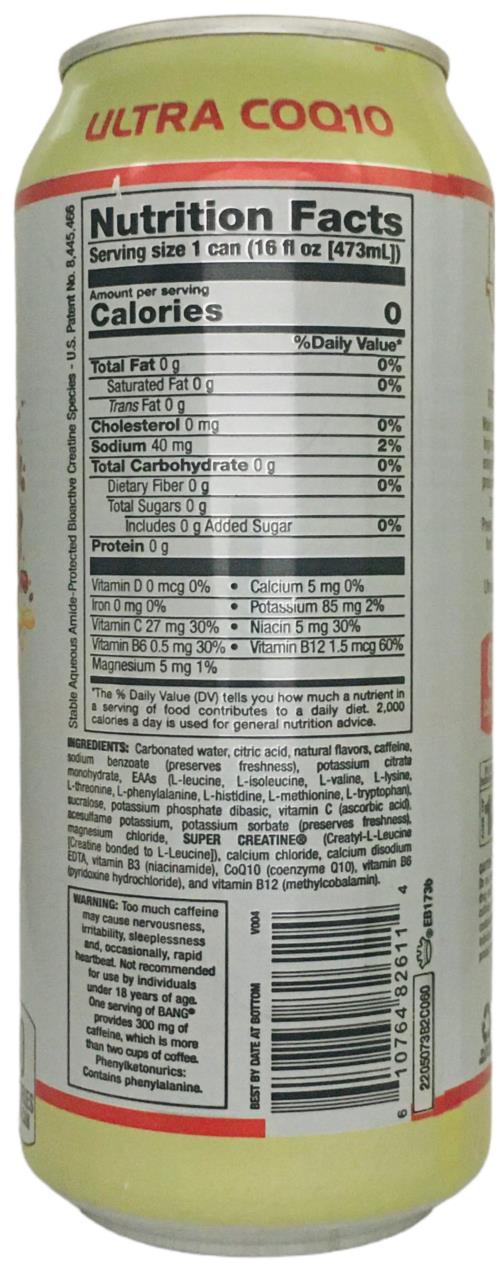 ULTRA COQ10
Stable Aqueous Amide-Protected Bioactive Creatine Species - U.S. Patent No. 8,445,466
Nutrition Facts
Serving size 1 can (16 fl oz [473mL])
Amount per serving
Calories 0
%Daily Value*
Total Fat 0 g 0%
Saturated Fat 0 g 0%
Trans Fat 0 g
Cholesterol 0 mg 0%
Sodium 40 mg 2%
Total Carbohydrate 0 g 0%
Dietary Fiber 0 g 0%
Total Sugars 0 g
Includes 0 g Added Sugar 0%
Protein 0 g
Vitamin D 0 mcg 0% • Calcium 5 mg 0%
Iron 0 mg 0% • Potassium 85 mg 2%
Vitamin C 27 mg 30% • Niacin 5 mg 30%
Vitamin B6 0.5 mg 30% • Vitamin B12 1.5 mcg 60%
Magnesium 5 mg 1%
*The % Daily Value (DV) tells you how much a nutrient in
a serving of food contributes to a daily diet. 2,000
calories a day is used for general nutrition advice.
INGREDIENTS: Carbonated water, citric acid, natural flavors, caffeine,
sodium benzoate (preserves freshness), potassium citrate
monohydrate, EAAs (L-leucine, L-isoleucine, L-valine, L-lysine,
L-threonine, L-phenylalanine, L-histidine, L-methionine, L-tryptophan),
sucralose, potassium phosphate dibasic, vitamin C (ascorbic acid),
acesulfame potassium, potassium sorbate (preserves freshness),
magnesium chloride, SUPER CREATINE® (Creatyl-L-Leucine
[Creatine bonded to L-Leucine]), calcium chloride, calcium disodium
EDTA, vitamin B3 (niacinamide), CoQ10 (coenzyme Q10), vitamin B6
(pyridoxine hydrochloride), and vitamin B12 (methylcobalamin).
WARNING: Too much caffeine
may cause nervousness,
irritability, sleeplessness
and, occasionally, rapid
heartbeat. Not recommended
for use by individuals
under 18 years of age.
One serving of BANG®
provides 300 mg of
caffeine, which is more
than two cups of coffee.
Phenylketonurics:
Contains phenylalanine.
BEST BY DATE AT BOTTOM V004
6 10764 82611 4
2205073B2C060
EB173b